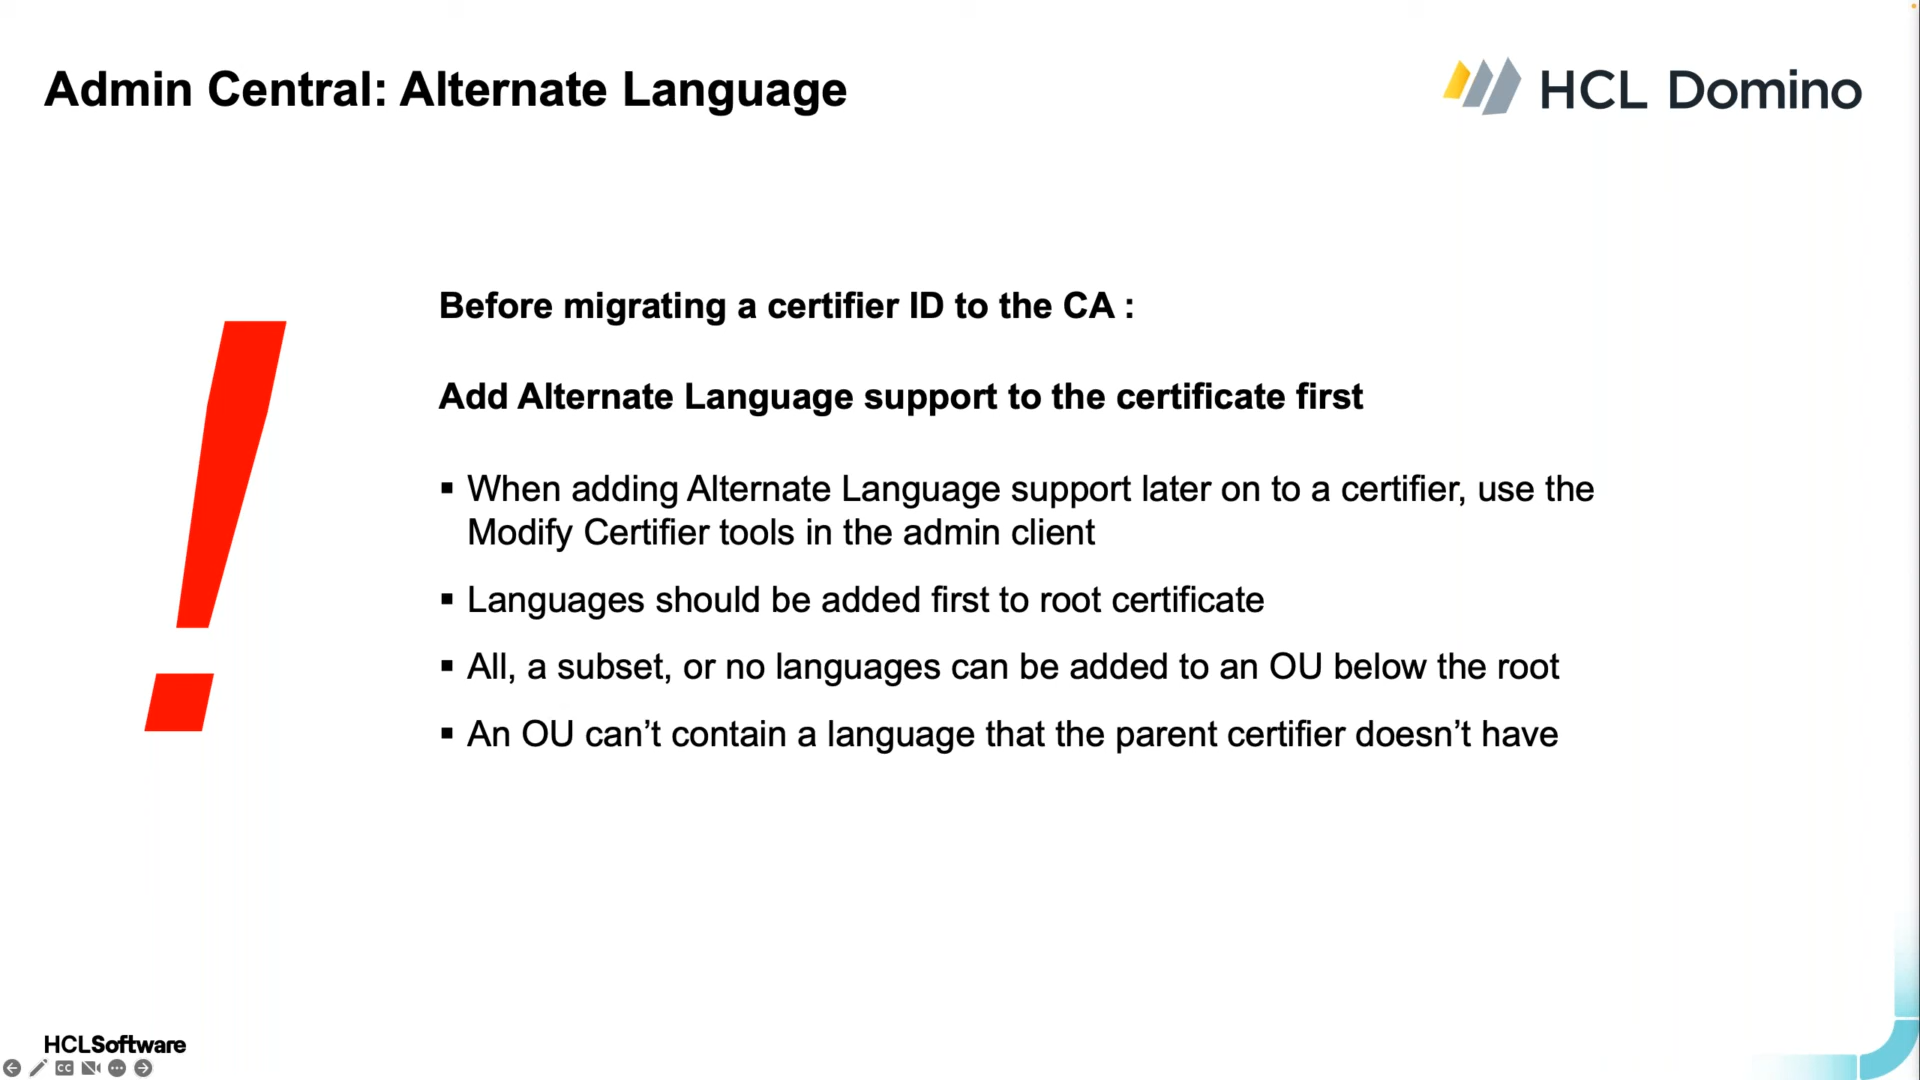 Admin Central: Alternate Language
HCL Domino
!
Before migrating a certifier ID to the CA :
Add Alternate Language support to the certificate first
▪ When adding Alternate Language support later on to a certifier, use the
Modify Certifier tools in the admin client
▪ Languages should be added first to root certificate
▪ All, a subset, or no languages can be added to an OU below the root
▪ An OU can’t contain a language that the parent certifier doesn’t have
HCLSoftware
CC